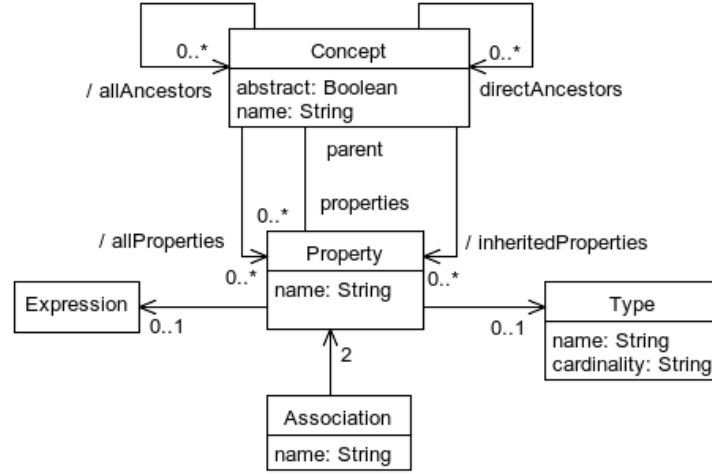 Concept
0..*
0..*
/ allAncestors
abstract: Boolean
name: String
directAncestors
parent
0..*
properties
/ allProperties
/ inheritedProperties
Property
0..*
0..*
name: String
Expression
0..1
0..1
Type
name: String
cardinality: String
2
Association
name: String